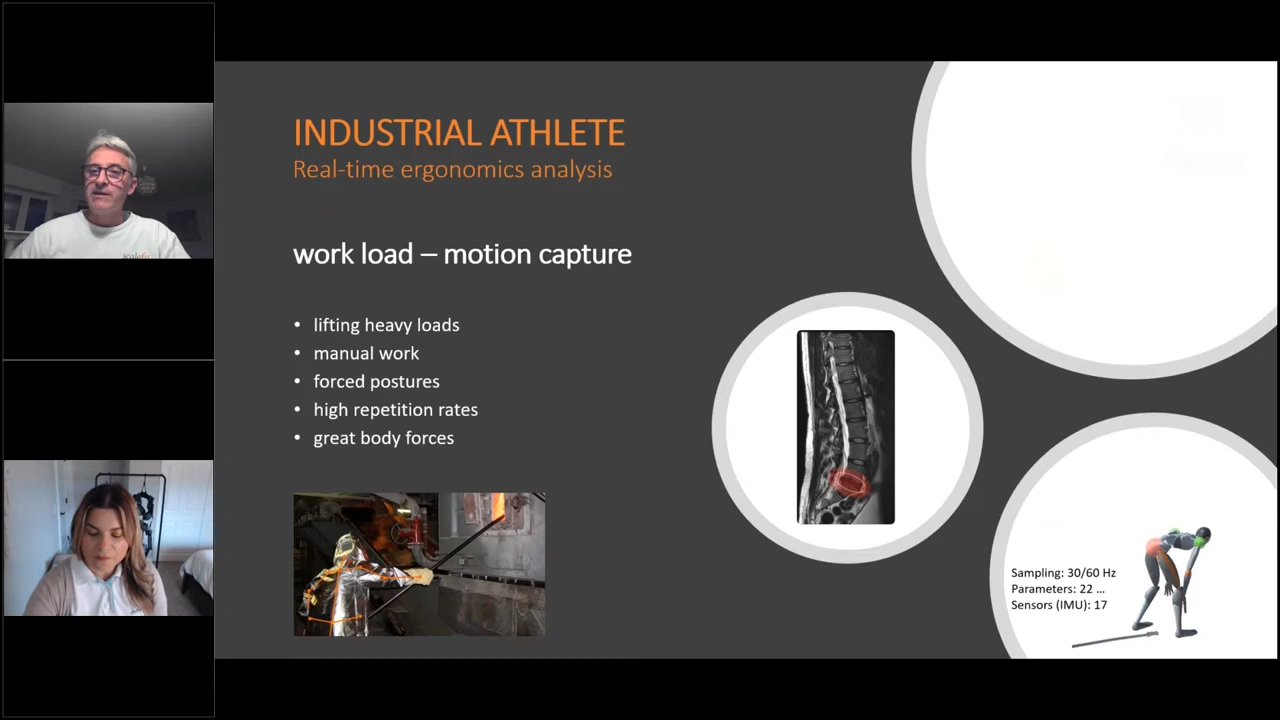 INDUSTRIAL ATHLETE
Real-time ergonomics analysis
work load – motion capture
• lifting heavy loads
• manual work
• forced postures
• high repetition rates
• great body forces
Sampling: 30/60 Hz
Parameters: 22 ...
Sensors (IMU): 17
scalefit